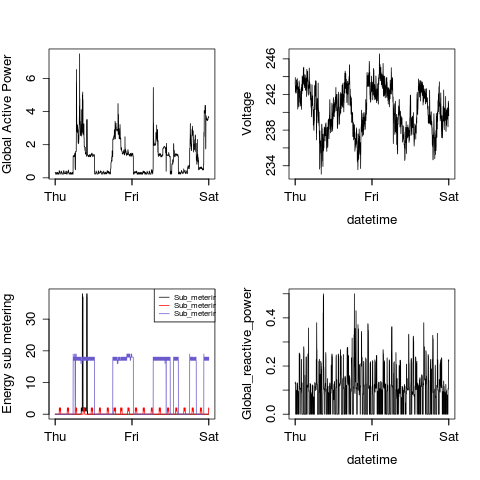 Global Active Power
0 2 4 6
Thu Fri Sat
Voltage
234 238 242 246
Thu Fri Sat
datetime
Energy sub metering
0 10 20 30
Thu Fri Sat
Sub_meterin
Sub_meterin
Sub_meterin
Global_reactive_power
0.0 0.2 0.4
Thu Fri Sat
datetime